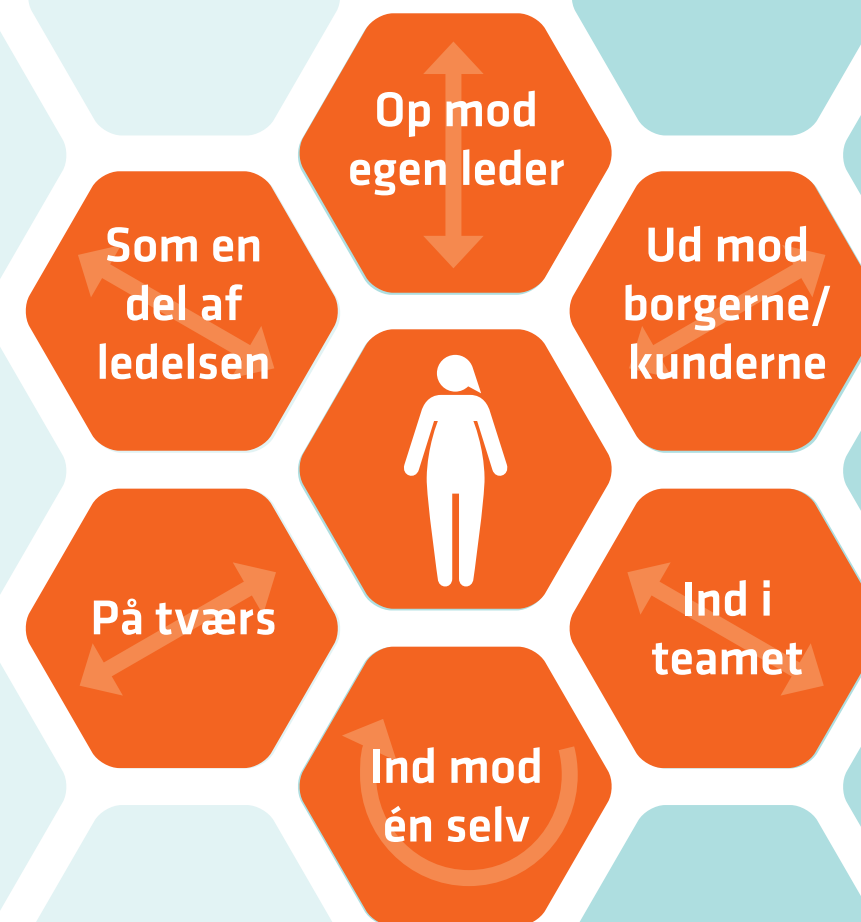 Op mod
egen leder
Som en
del af
ledelsen
Ud mod
borgerne/
kunderne
På tværs
Ind i
teamet
Ind mod
én selv